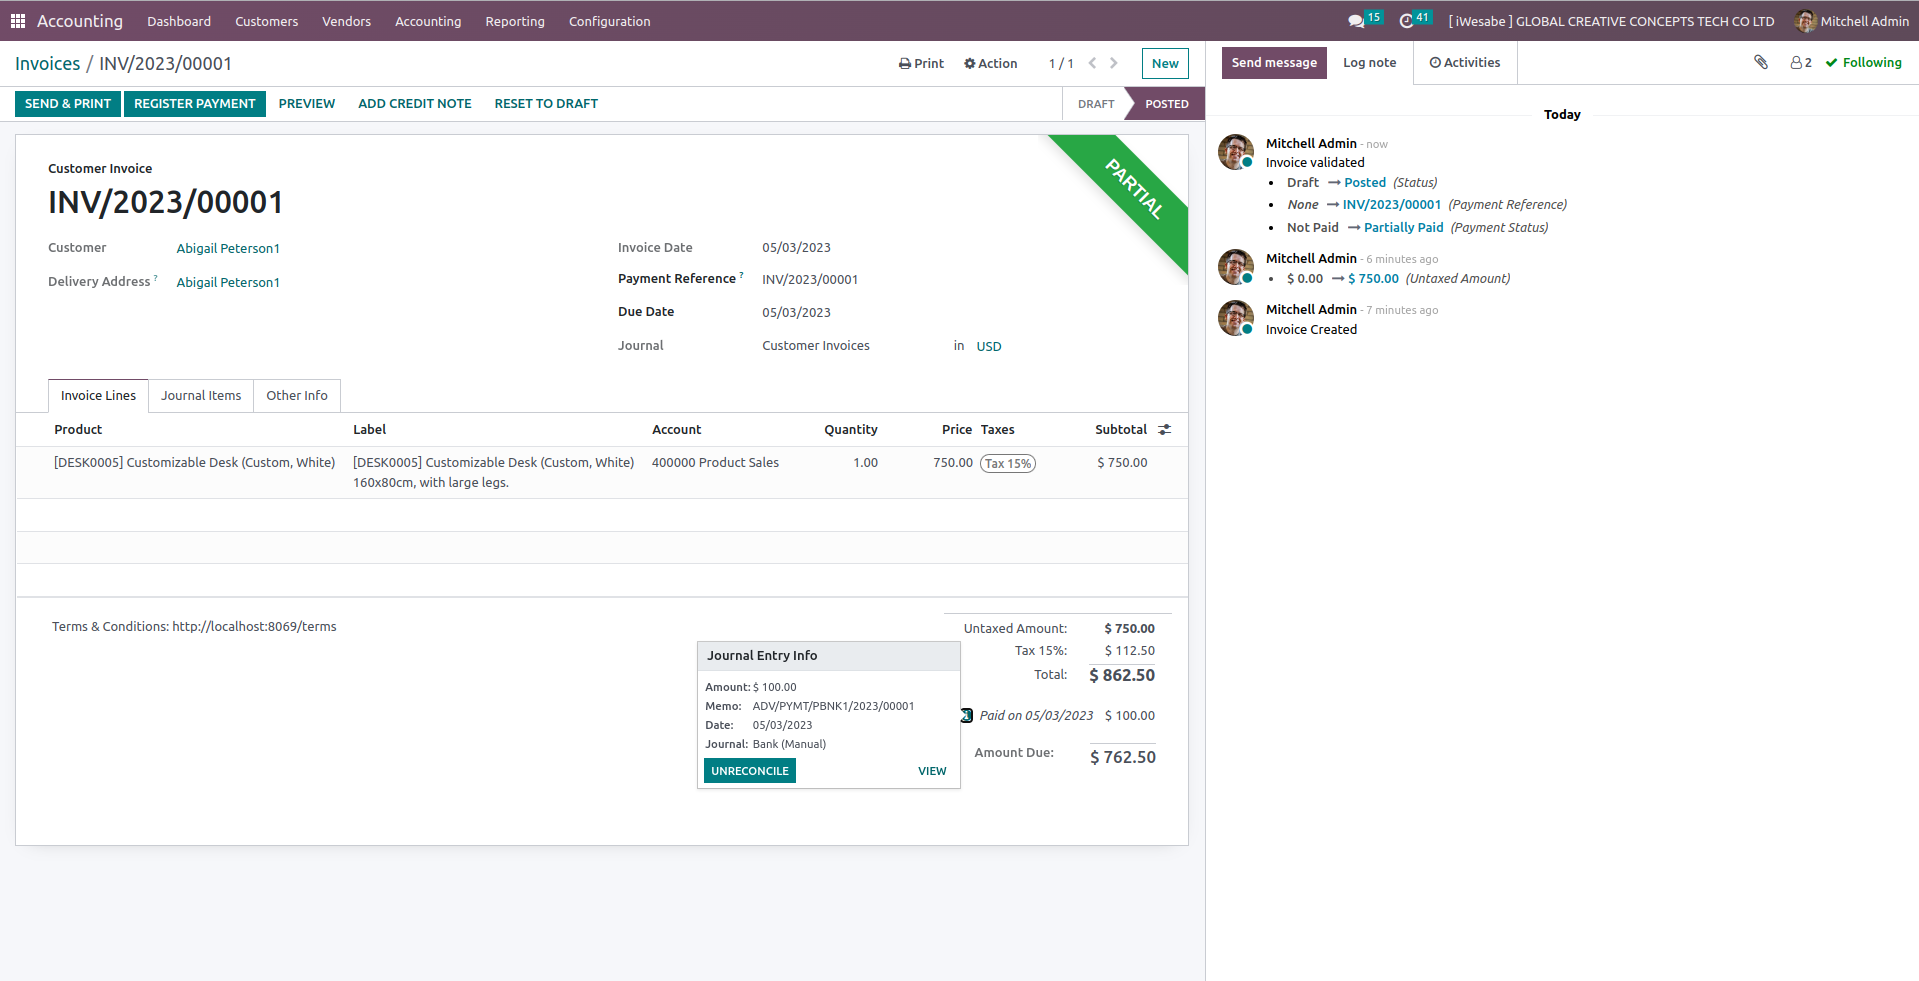 Accounting Dashboard Customers Vendors Accounting Reporting Configuration 15 41 [ iWesabe ] GLOBAL CREATIVE CONCEPTS TECH CO LTD Mitchell Admin
Invoices / INV/2023/00001 Print Action 1 / 1 New
SEND & PRINT REGISTER PAYMENT PREVIEW ADD CREDIT NOTE RESET TO DRAFT DRAFT POSTED
PARTIAL
Customer Invoice
INV/2023/00001
Customer Abigail Peterson1
Delivery Address ? Abigail Peterson1
Invoice Date 05/03/2023
Payment Reference ? INV/2023/00001
Due Date 05/03/2023
Journal Customer Invoices in USD
Invoice Lines Journal Items Other Info
Product Label Account Quantity Price Taxes Subtotal
[DESK0005] Customizable Desk (Custom, White) [DESK0005] Customizable Desk (Custom, White) 400000 Product Sales 1.00 750.00 Tax 15% $ 750.00
160x80cm, with large legs.
Terms & Conditions: http://localhost:8069/terms
Untaxed Amount: $ 750.00
Tax 15%: $ 112.50
Total: $ 862.50
Paid on 05/03/2023 $ 100.00
Amount Due: $ 762.50
Journal Entry Info
Amount: $ 100.00
Memo: ADV/PYMT/PBNK1/2023/00001
Date: 05/03/2023
Journal: Bank (Manual)
UNRECONCILE VIEW
Send message Log note Activities 2 Following
Today
Mitchell Admin - now
Invoice validated
• Draft → Posted (Status)
• None → INV/2023/00001 (Payment Reference)
• Not Paid → Partially Paid (Payment Status)
Mitchell Admin - 6 minutes ago
• $ 0.00 → $ 750.00 (Untaxed Amount)
Mitchell Admin - 7 minutes ago
Invoice Created